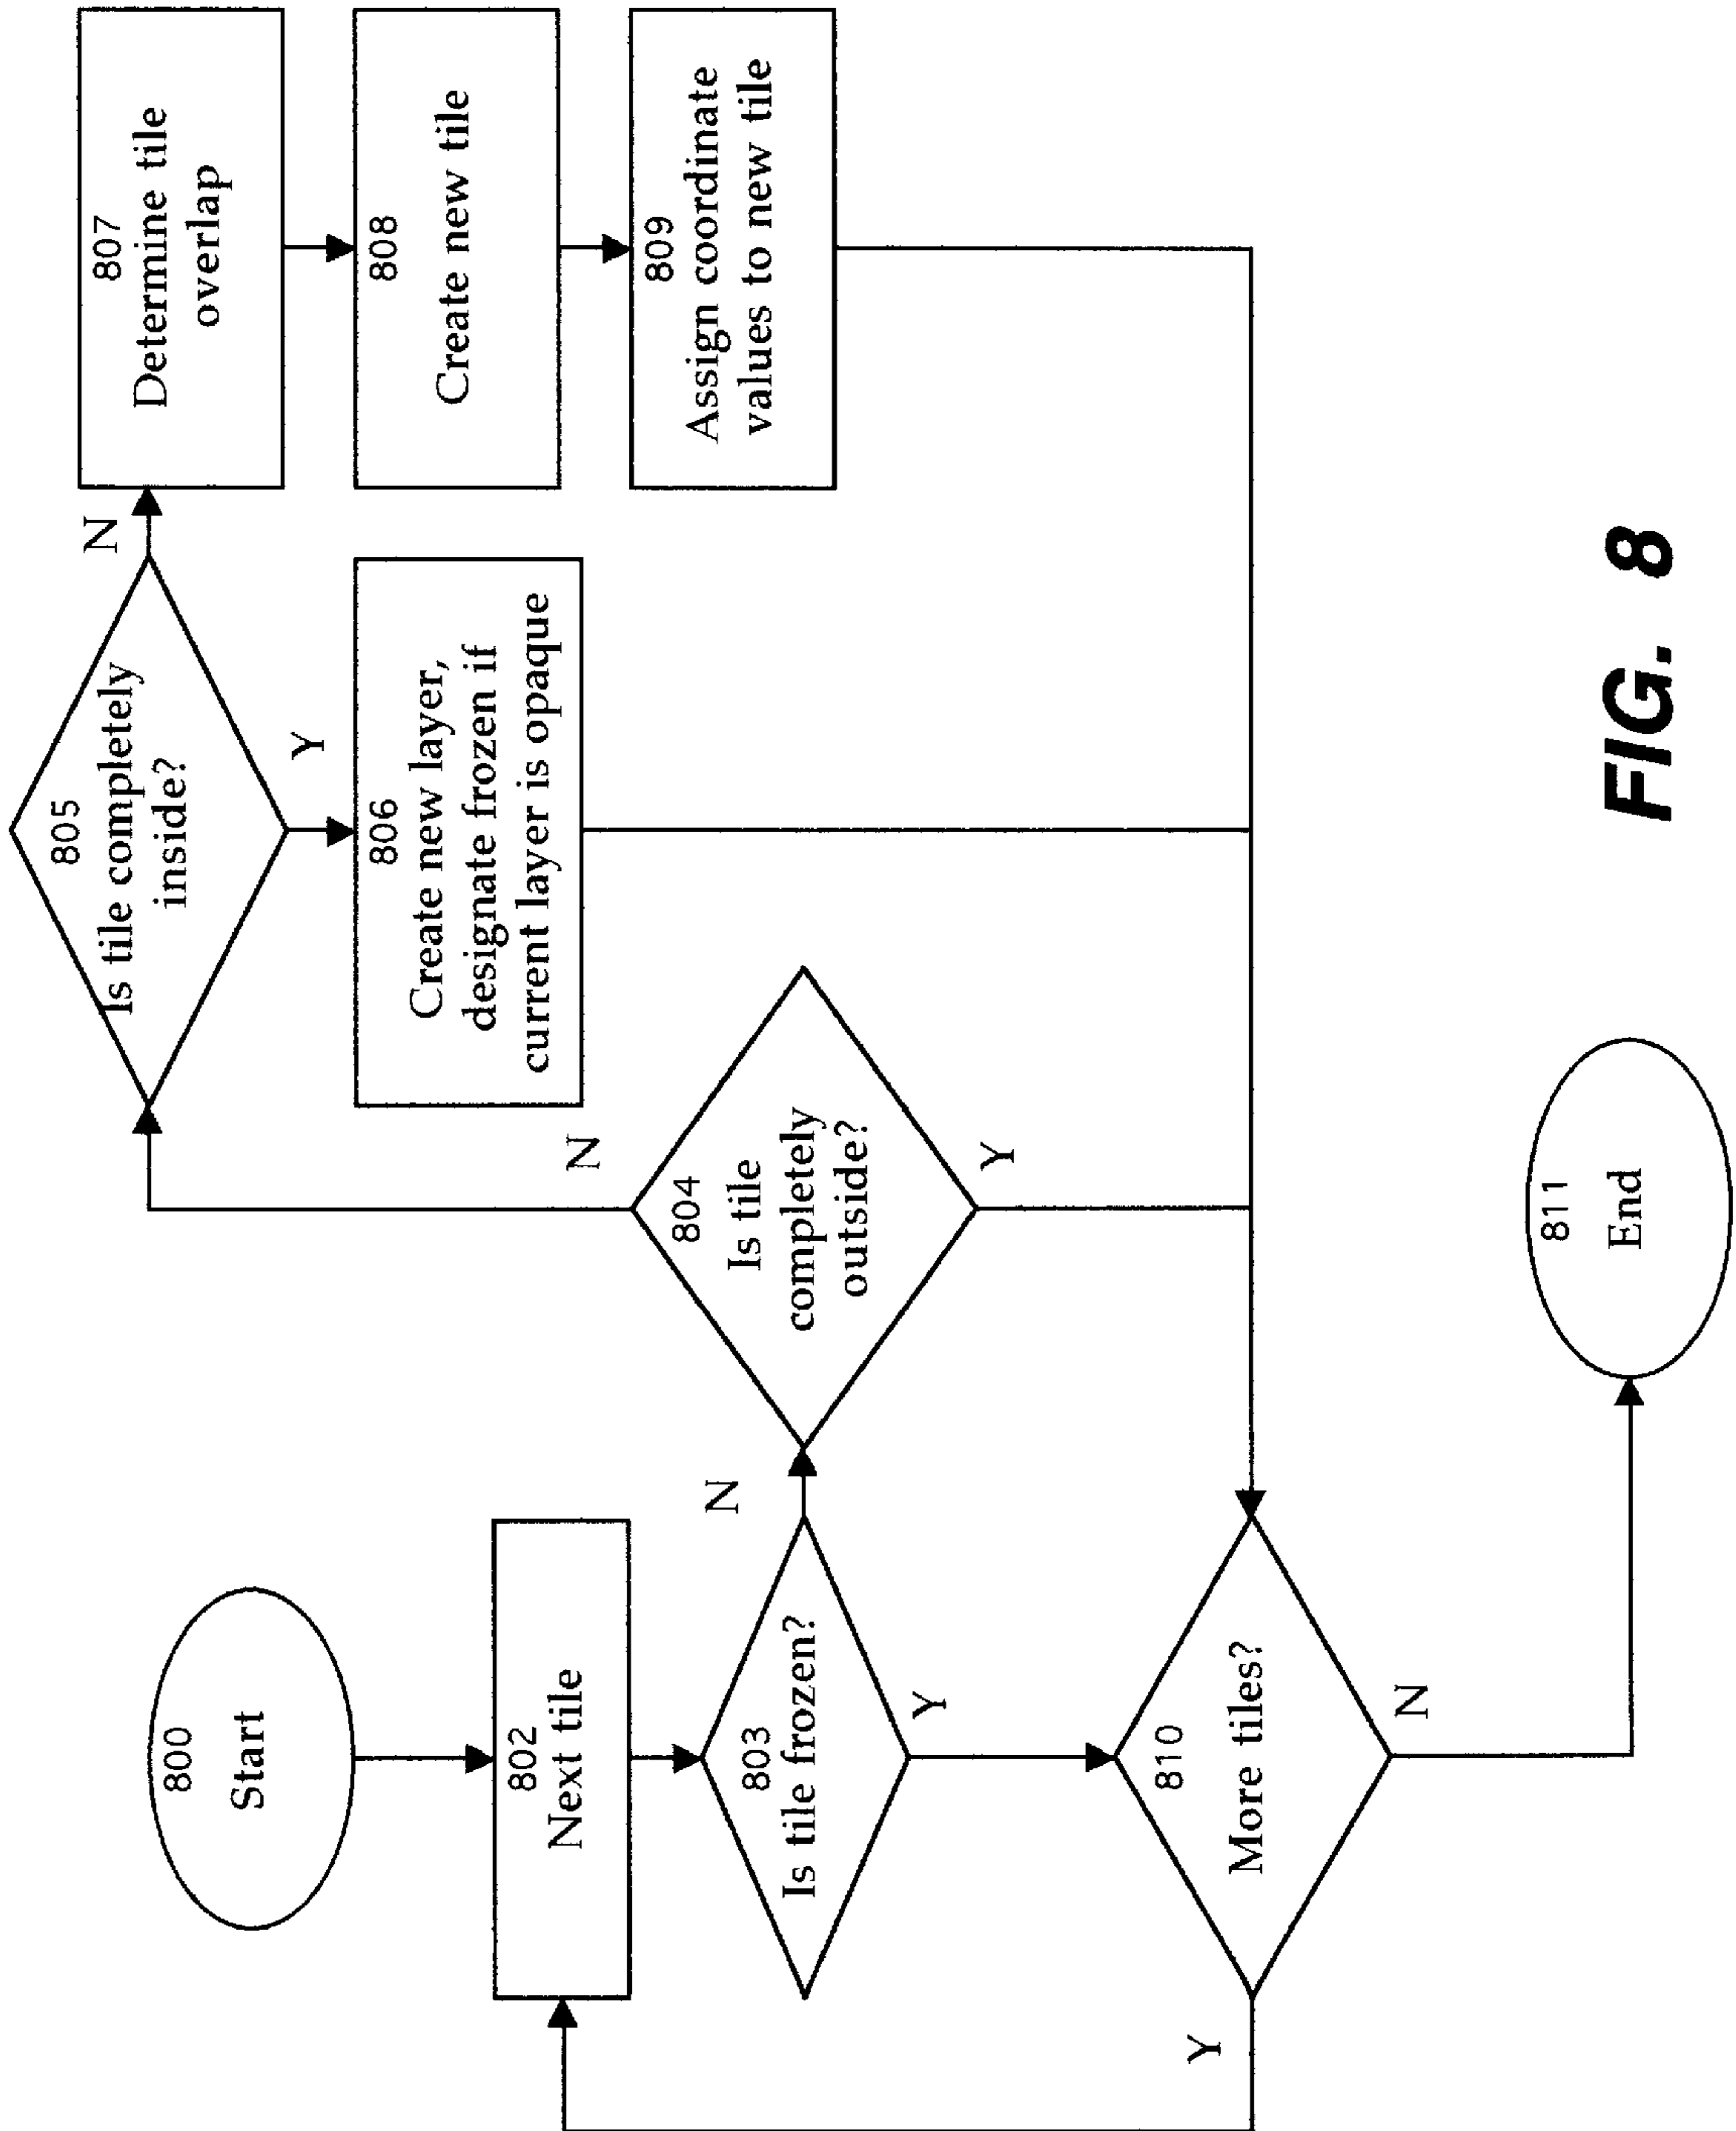 800
Start
802
Next tile
803
Is tile frozen?
N
Y
804
Is tile
completely
outside?
N
Y
805
Is tile completely
inside?
N
Y
806
Create new layer,
designate frozen if
current layer is opaque
807
Determine tile
overlap
808
Create new tile
809
Assign coordinate
values to new tile
810
More tiles?
Y
N
811
End
FIG. 8